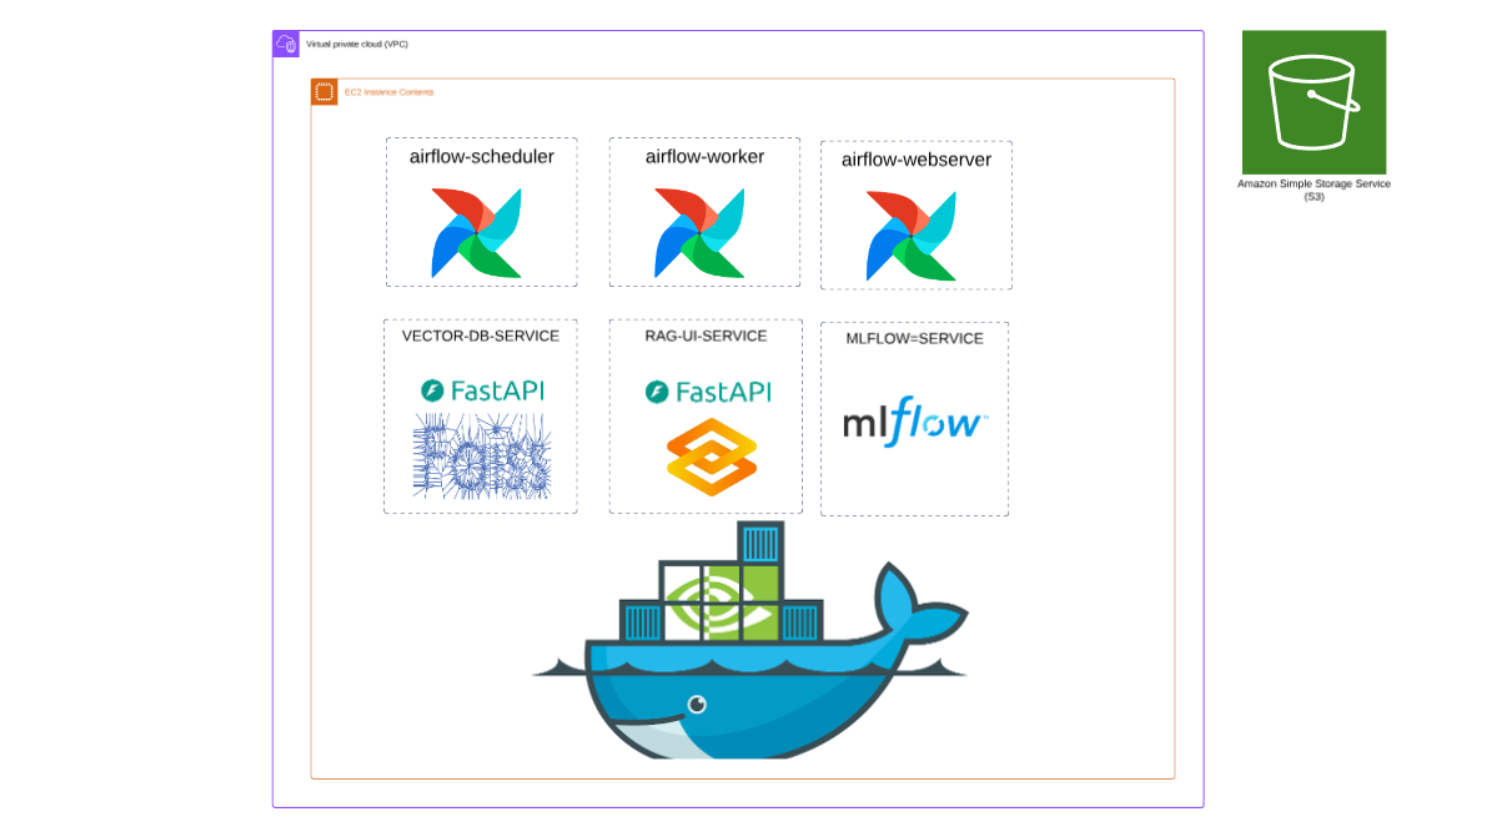 Virtual private cloud (VPC)
EC2 Instance Contents
airflow-scheduler
airflow-worker
airflow-webserver
Amazon Simple Storage Service
(S3)
VECTOR-DB-SERVICE
RAG-UI-SERVICE
MLFLOW=SERVICE
FastAPI
FastAPI
mlflow™
Faiss